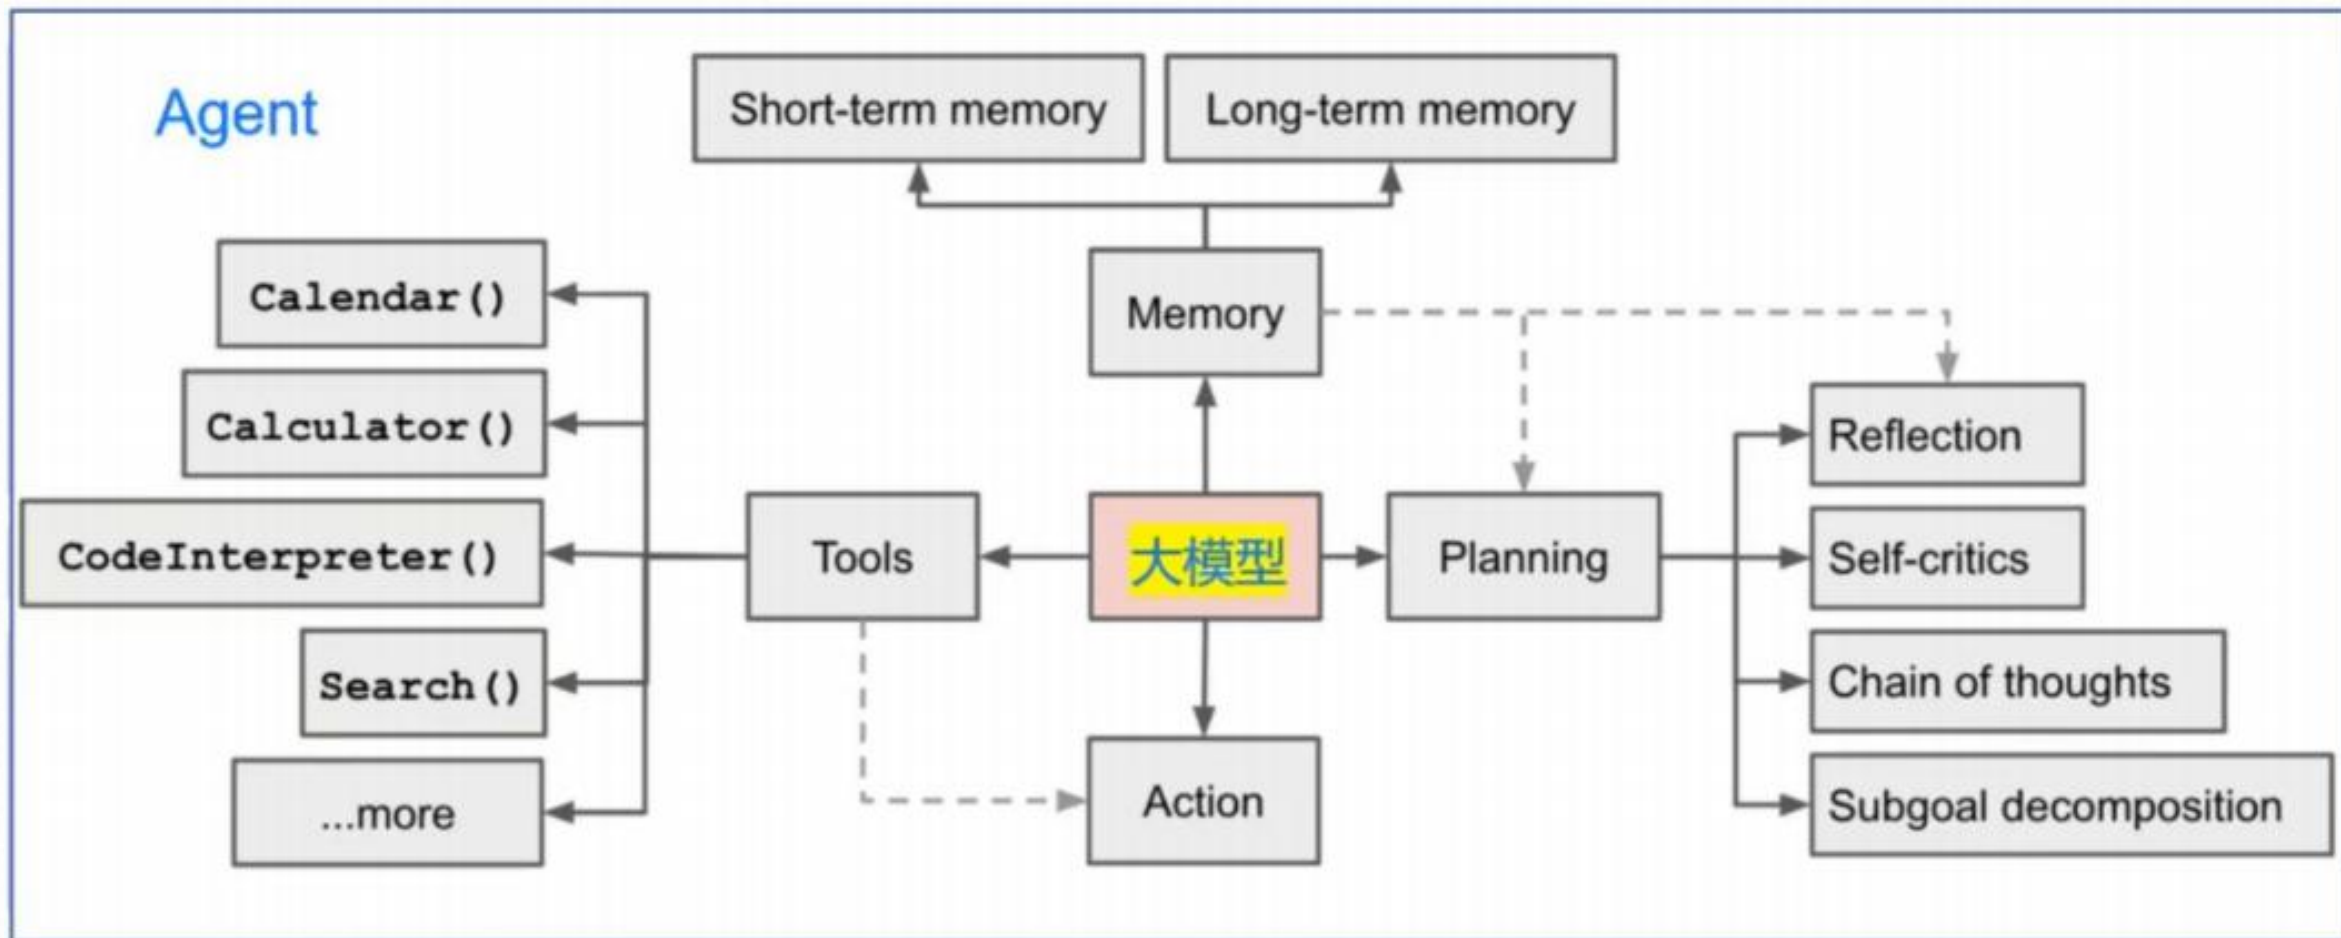 Agent
Short-term memory
Long-term memory
Calendar()
Memory
Calculator()
Reflection
CodeInterpreter()
Tools
大模型
Planning
Self-critics
Search()
Chain of thoughts
...more
Action
Subgoal decomposition